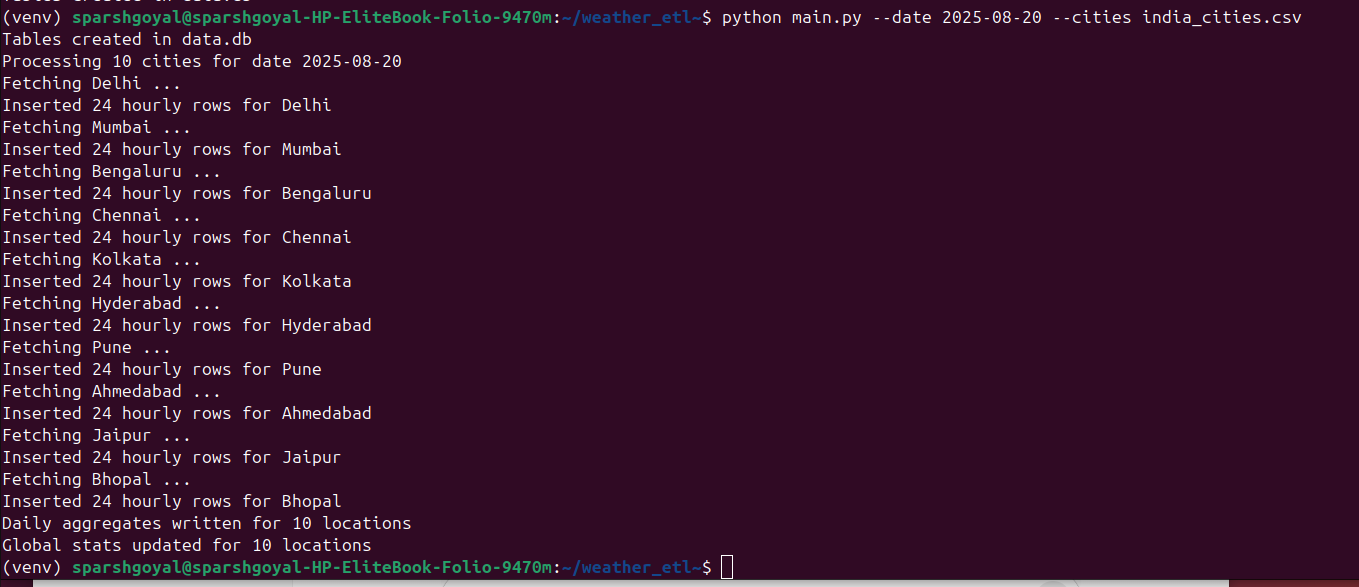 (venv) sparshgoyal@sparshgoyal-HP-EliteBook-Folio-9470m:~/weather_etl~$ python main.py --date 2025-08-20 --cities india_cities.csv
Tables created in data.db
Processing 10 cities for date 2025-08-20
Fetching Delhi ...
Inserted 24 hourly rows for Delhi
Fetching Mumbai ...
Inserted 24 hourly rows for Mumbai
Fetching Bengaluru ...
Inserted 24 hourly rows for Bengaluru
Fetching Chennai ...
Inserted 24 hourly rows for Chennai
Fetching Kolkata ...
Inserted 24 hourly rows for Kolkata
Fetching Hyderabad ...
Inserted 24 hourly rows for Hyderabad
Fetching Pune ...
Inserted 24 hourly rows for Pune
Fetching Ahmedabad ...
Inserted 24 hourly rows for Ahmedabad
Fetching Jaipur ...
Inserted 24 hourly rows for Jaipur
Fetching Bhopal ...
Inserted 24 hourly rows for Bhopal
Daily aggregates written for 10 locations
Global stats updated for 10 locations
(venv) sparshgoyal@sparshgoyal-HP-EliteBook-Folio-9470m:~/weather_etl~$